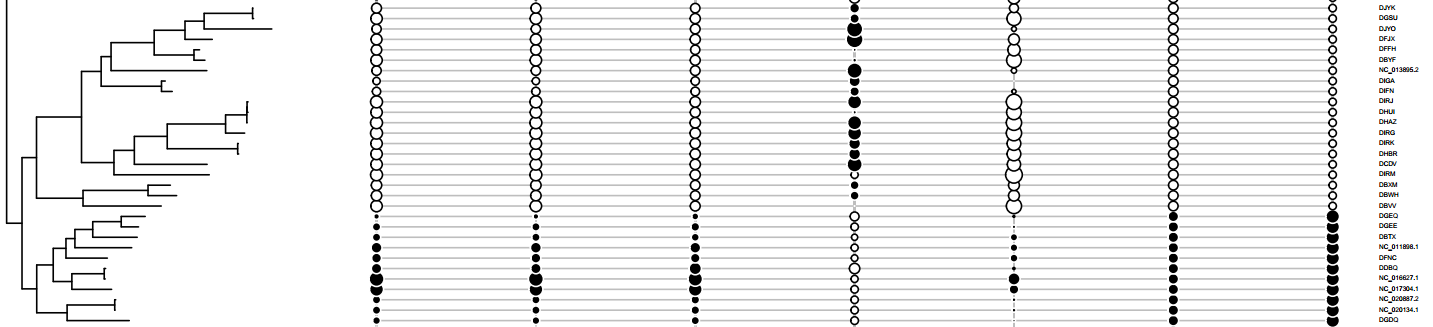 DJYK
DGSU
DJYO
DFJX
DFFH
DBYF
NC_013895.2
DIGA
DIFN
DIRJ
DHUI
DHAZ
DIRG
DIRK
DHBR
DCDV
DIRM
DBXM
DBWH
DBVV
DGEQ
DGEE
DBTX
NC_011898.1
DFNC
DDBQ
NC_016627.1
NC_017304.1
NC_020887.2
NC_020134.1
DGDQ